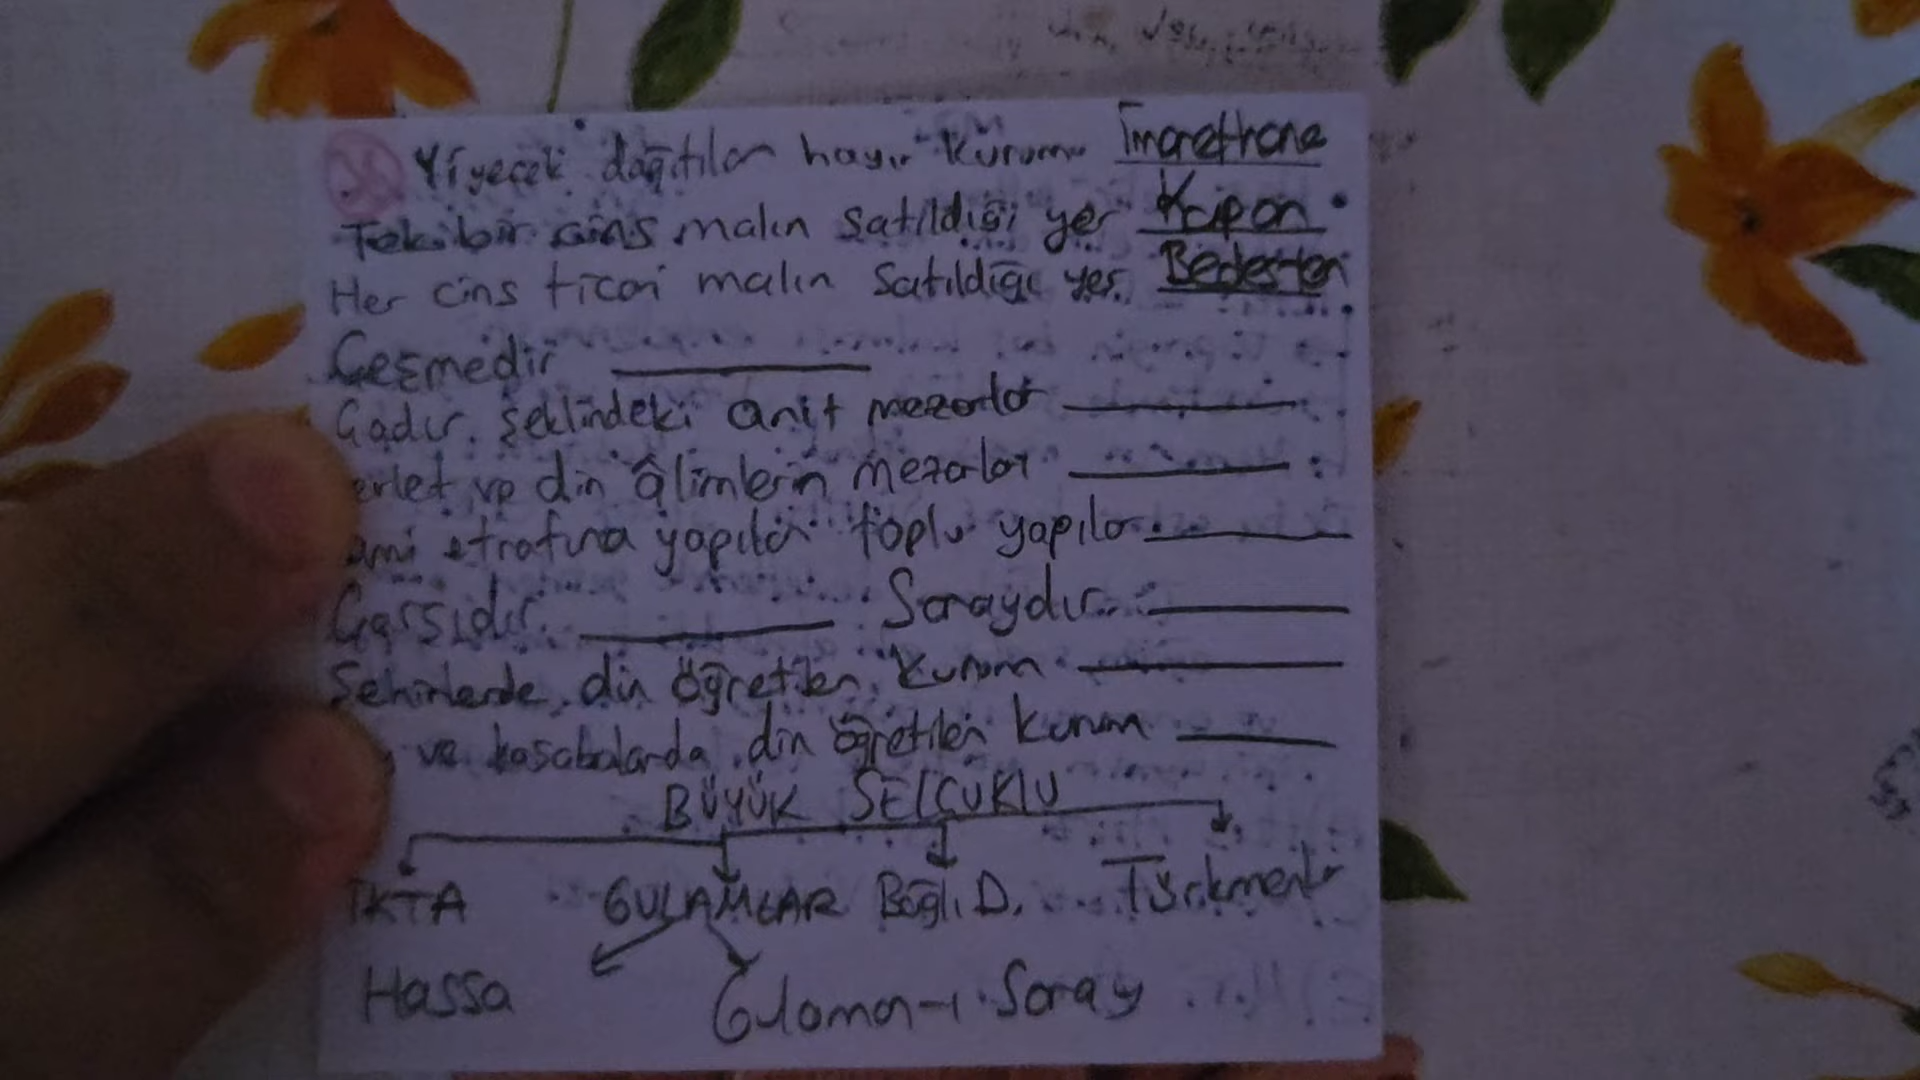 Yiyecek dağıtılan hayır kurumu İmarethane
Tek bir cins malın satıldığı yer Kapan
Her cins ticari malın satıldığı yer Bedesten
Çeşmedir
Çadır şeklindeki anıt mezarlar
evlet ve din âlimlerin mezarları
ami etrafına yapılan toplu yapılar
Çarşıdır. Saraydır.
Şehirlerde din öğretilen kurum
ve kasabalarda din öğretilen kurum
BÜYÜK SELÇUKLU
İKTA GULAMLAR Bağlı D. Türkmenler
Hassa Gulaman-ı Saray